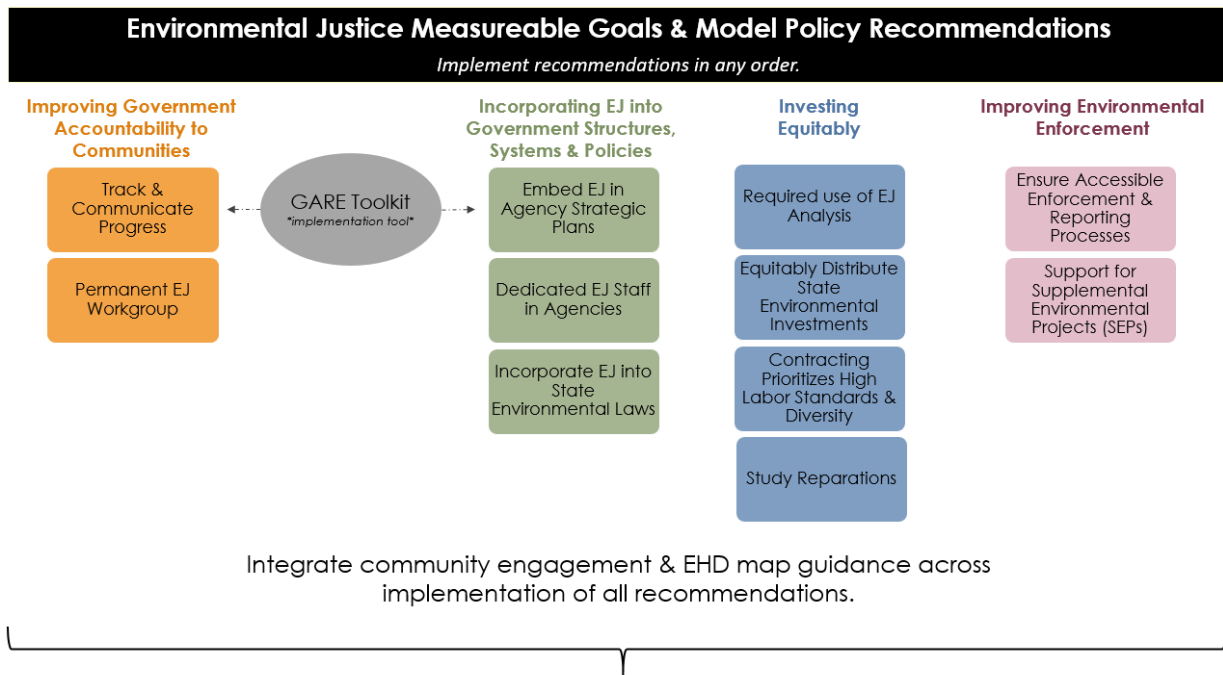 Environmental Justice Measureable Goals & Model Policy Recommendations
Implement recommendations in any order.
Improving Government
Accountability to
Communities
Track &
Communicate
Progress
Permanent EJ
Workgroup
GARE Toolkit
*implementation tool*
Incorporating EJ into
Government Structures,
Systems & Policies
Embed EJ in
Agency Strategic
Plans
Dedicated EJ Staff
in Agencies
Incorporate EJ into
State
Environmental Laws
Investing
Equitably
Required use of EJ
Analysis
Equitably Distribute
State
Environmental
Investments
Contracting
Prioritizes High
Labor Standards &
Diversity
Study Reparations
Improving Environmental
Enforcement
Ensure Accessible
Enforcement &
Reporting
Processes
Support for
Supplemental
Environmental
Projects (SEPs)
Integrate community engagement & EHD map guidance across
implementation of all recommendations.